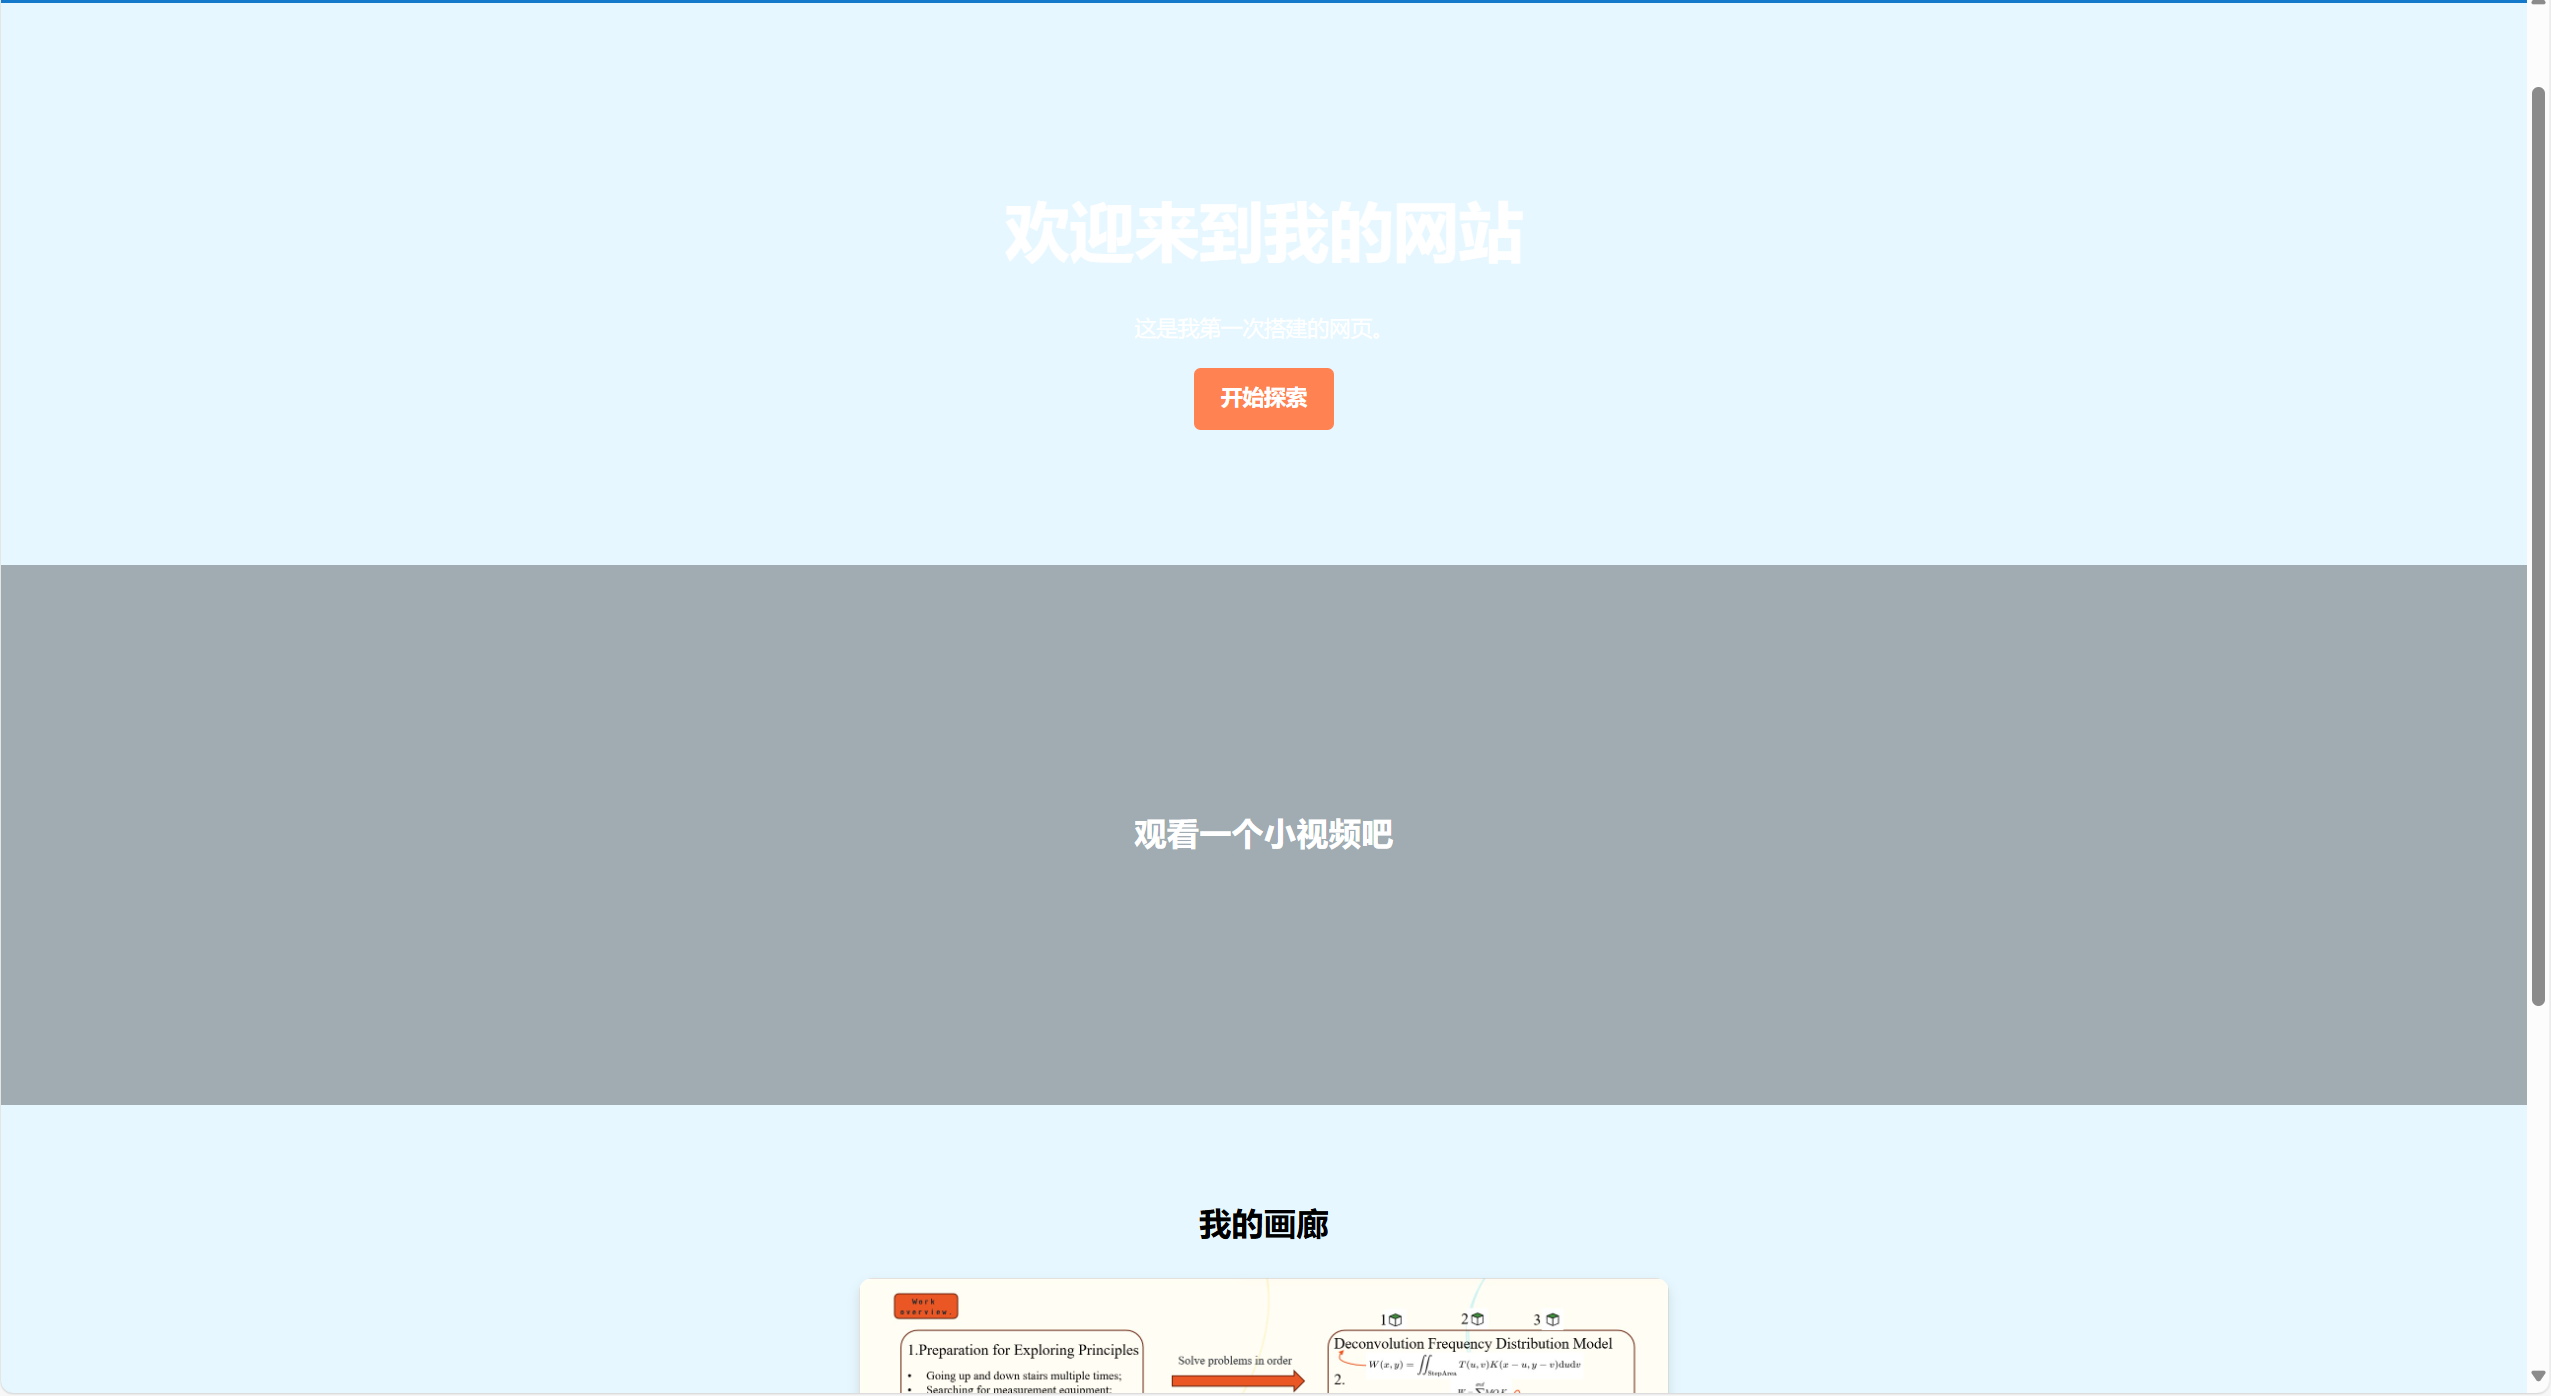 欢迎来到我的网站
这是我第一次搭建的网页。
开始探索
观看一个小视频吧
我的画廊
Work
overview.
1.Preparation for Exploring Principles
• Going up and down stairs multiple times;
• Searching for measurement equipment;
Solve problems in order
1 2 3
Deconvolution Frequency Distribution Model
W(x, y) = ∬StepArea T(u, v)K(x − u, y − v)dudv
2.